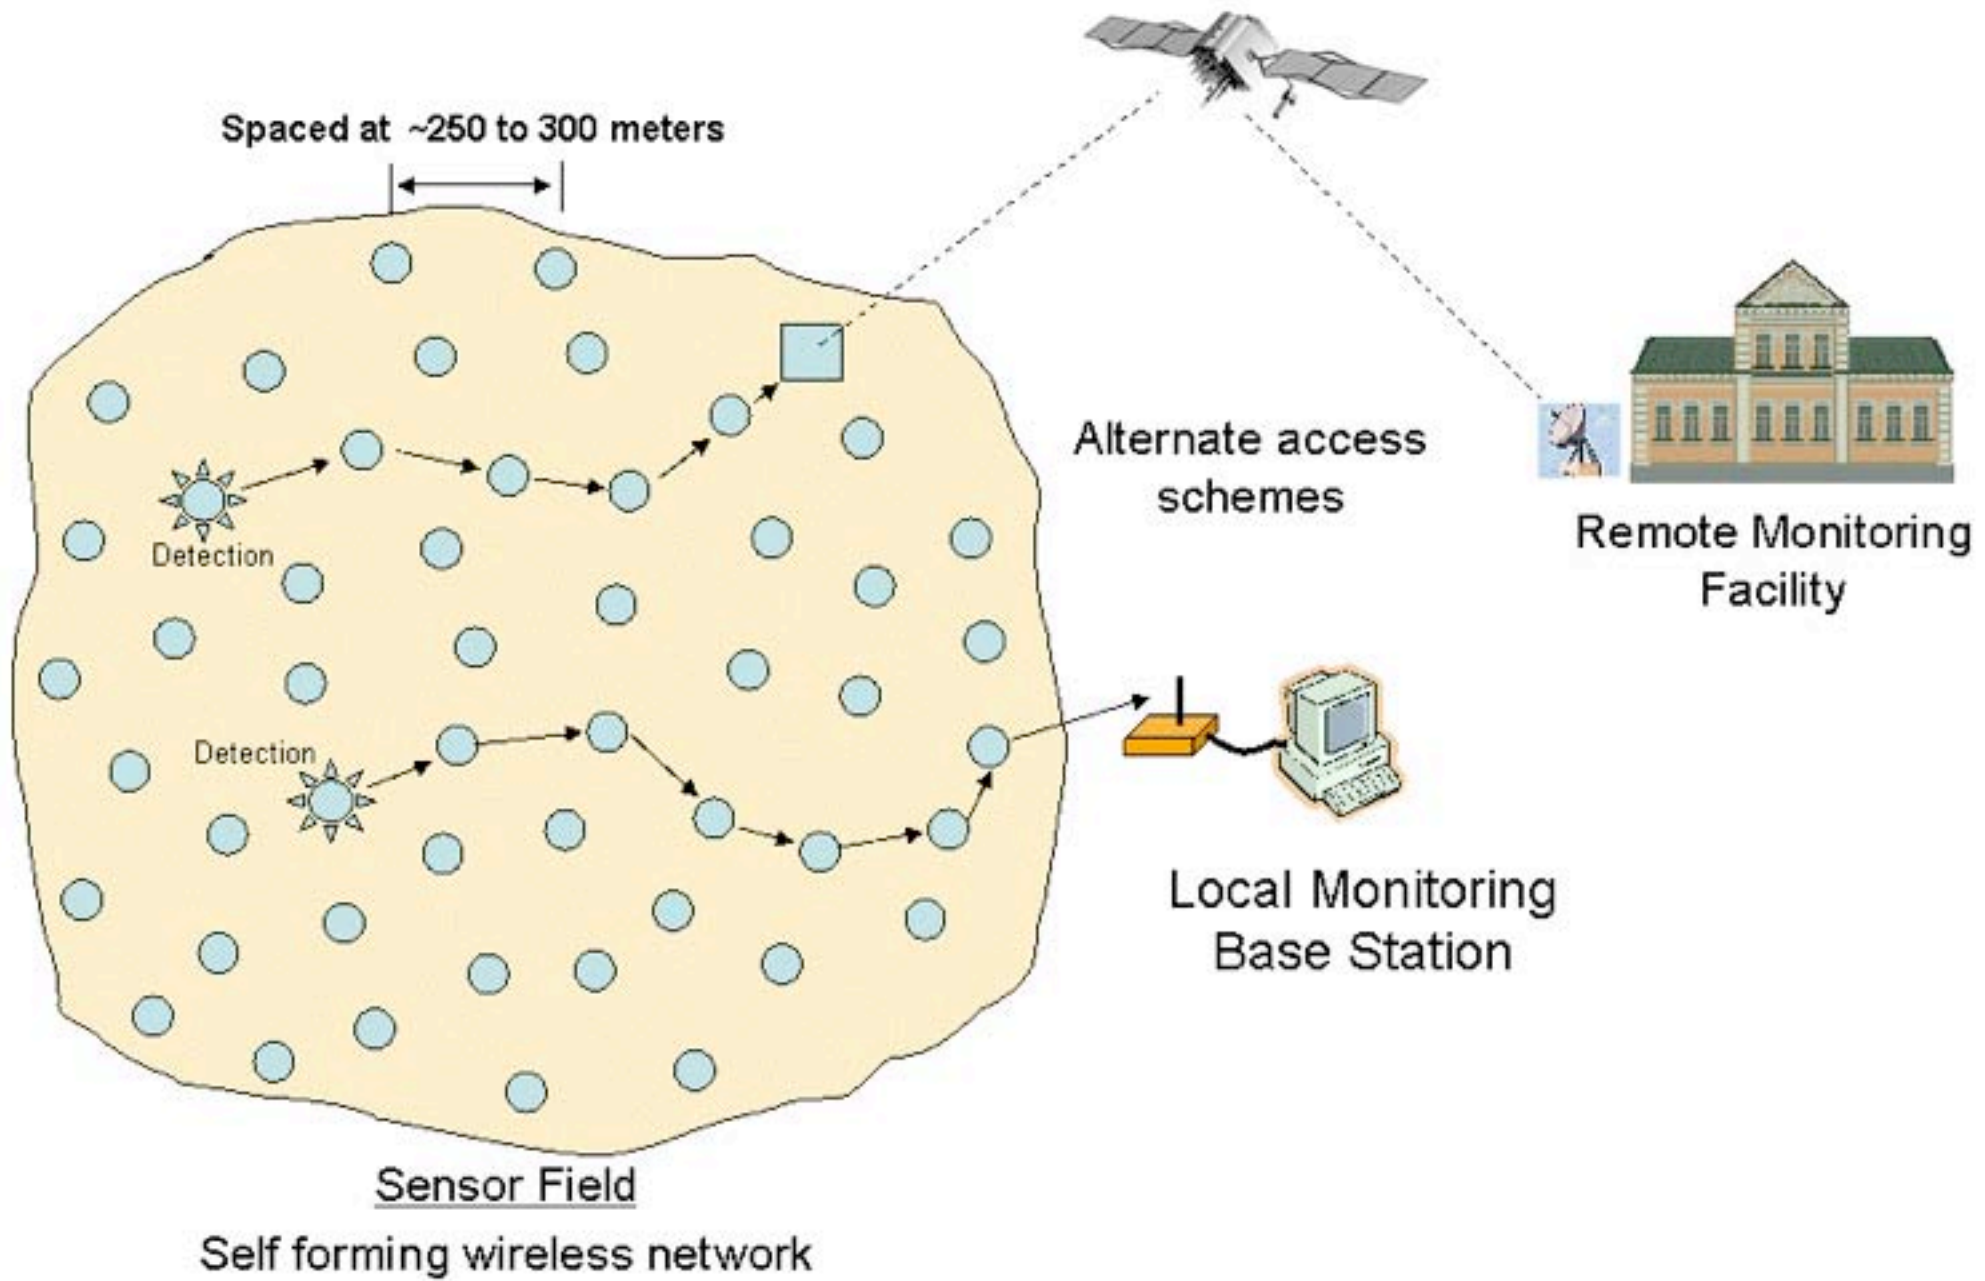 Spaced at ~250 to 300 meters
Alternate access
schemes
Remote Monitoring
Facility
Detection
Detection
Local Monitoring
Base Station
Sensor Field
Self forming wireless network